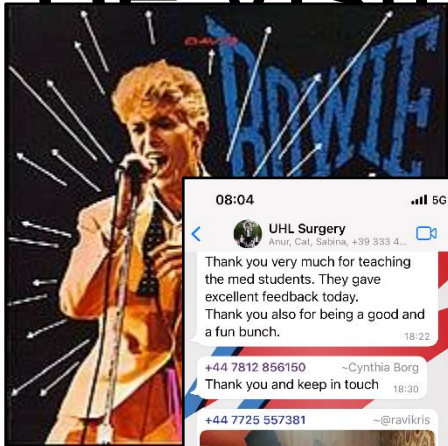 DAVID
BOWIE
08:04
5G
UHL Surgery
Anur, Cat, Sabina, +39 333 4...
Thank you very much for teaching
the med students. They gave
excellent feedback today.
Thank you also for being a good and
a fun bunch.
18:22
+44 7812 856150 ~Cynthia Borg
Thank you and keep in touch 18:30
+44 7725 557381 ~@ravikris